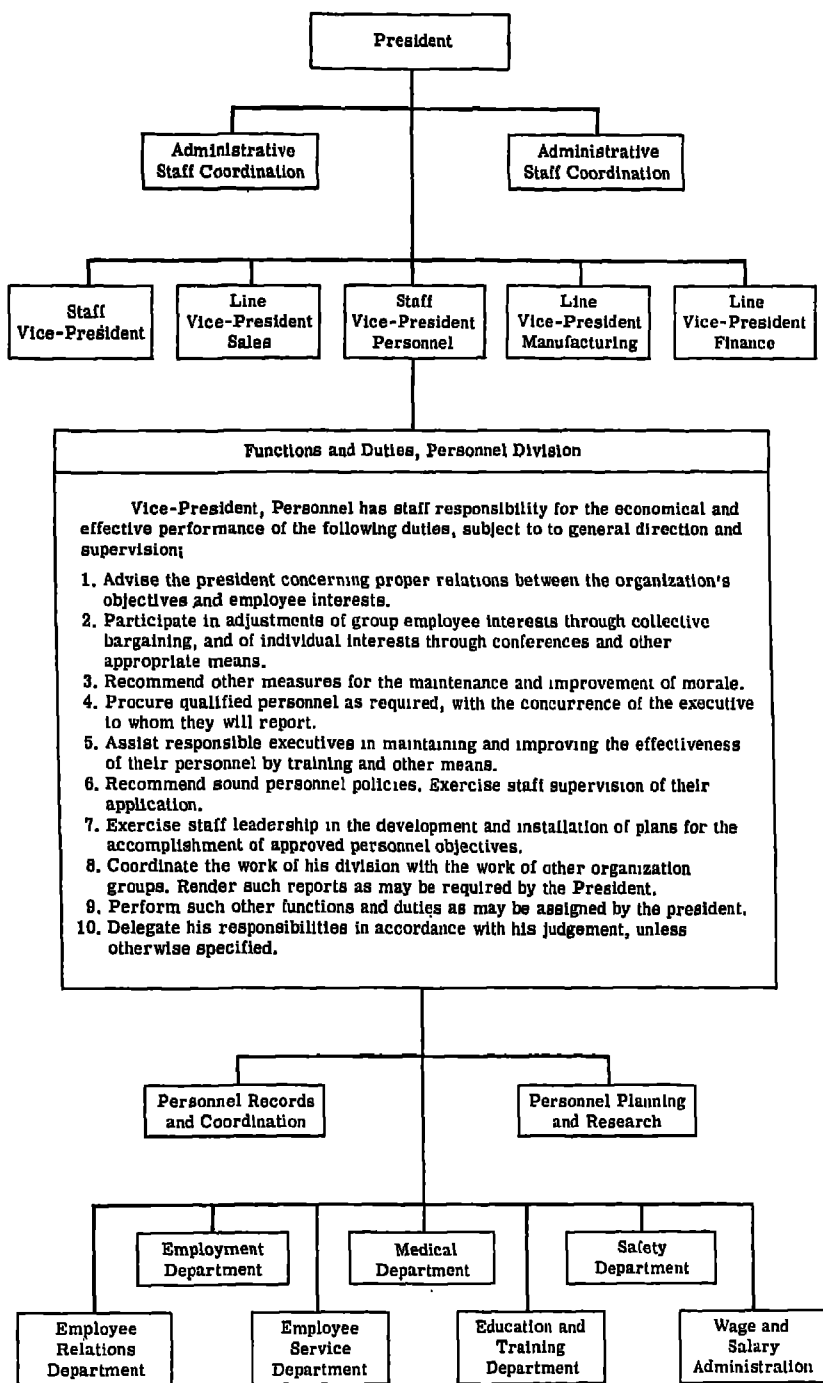 President
Administrative
Staff Coordination
Administrative
Staff Coordination
Staff
Vice-President
Line
Vice-President
Sales
Staff
Vice-President
Personnel
Line
Vice-President
Manufacturing
Line
Vice-President
Finance
Functions and Duties, Personnel Division
Vice-President, Personnel has staff responsibility for the economical and
effective performance of the following duties, subject to to general direction and
supervision;
1. Advise the president concerning proper relations between the organization's
objectives and employee interests.
2. Participate in adjustments of group employee interests through collective
bargaining, and of individual interests through conferences and other
appropriate means.
3. Recommend other measures for the maintenance and improvement of morale.
4. Procure qualified personnel as required, with the concurrence of the executive
to whom they will report.
5. Assist responsible executives in maintaining and improving the effectiveness
of their personnel by training and other means.
6. Recommend sound personnel policies. Exercise staff supervision of their
application.
7. Exercise staff leadership in the development and installation of plans for the
accomplishment of approved personnel objectives.
8. Coordinate the work of his division with the work of other organization
groups. Render such reports as may be required by the President.
9. Perform such other functions and duties as may be assigned by the president.
10. Delegate his responsibilities in accordance with his judgement, unless
otherwise specified.
Personnel Records
and Coordination
Personnel Planning
and Research
Employment
Department
Medical
Department
Safety
Department
Employee
Relations
Department
Employee
Service
Department
Education and
Training
Department
Wage and
Salary
Administration